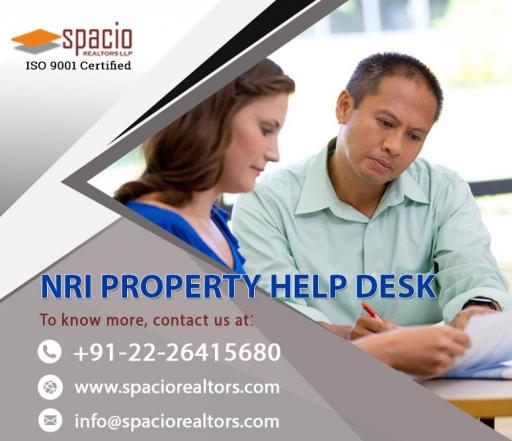 spacio
REALTORS LLP
ISO 9001 Certified
NRI PROPERTY HELP DESK
To know more, contact us at:
+91-22-26415680
www.spaciorealtors.com
info@spaciorealtors.com